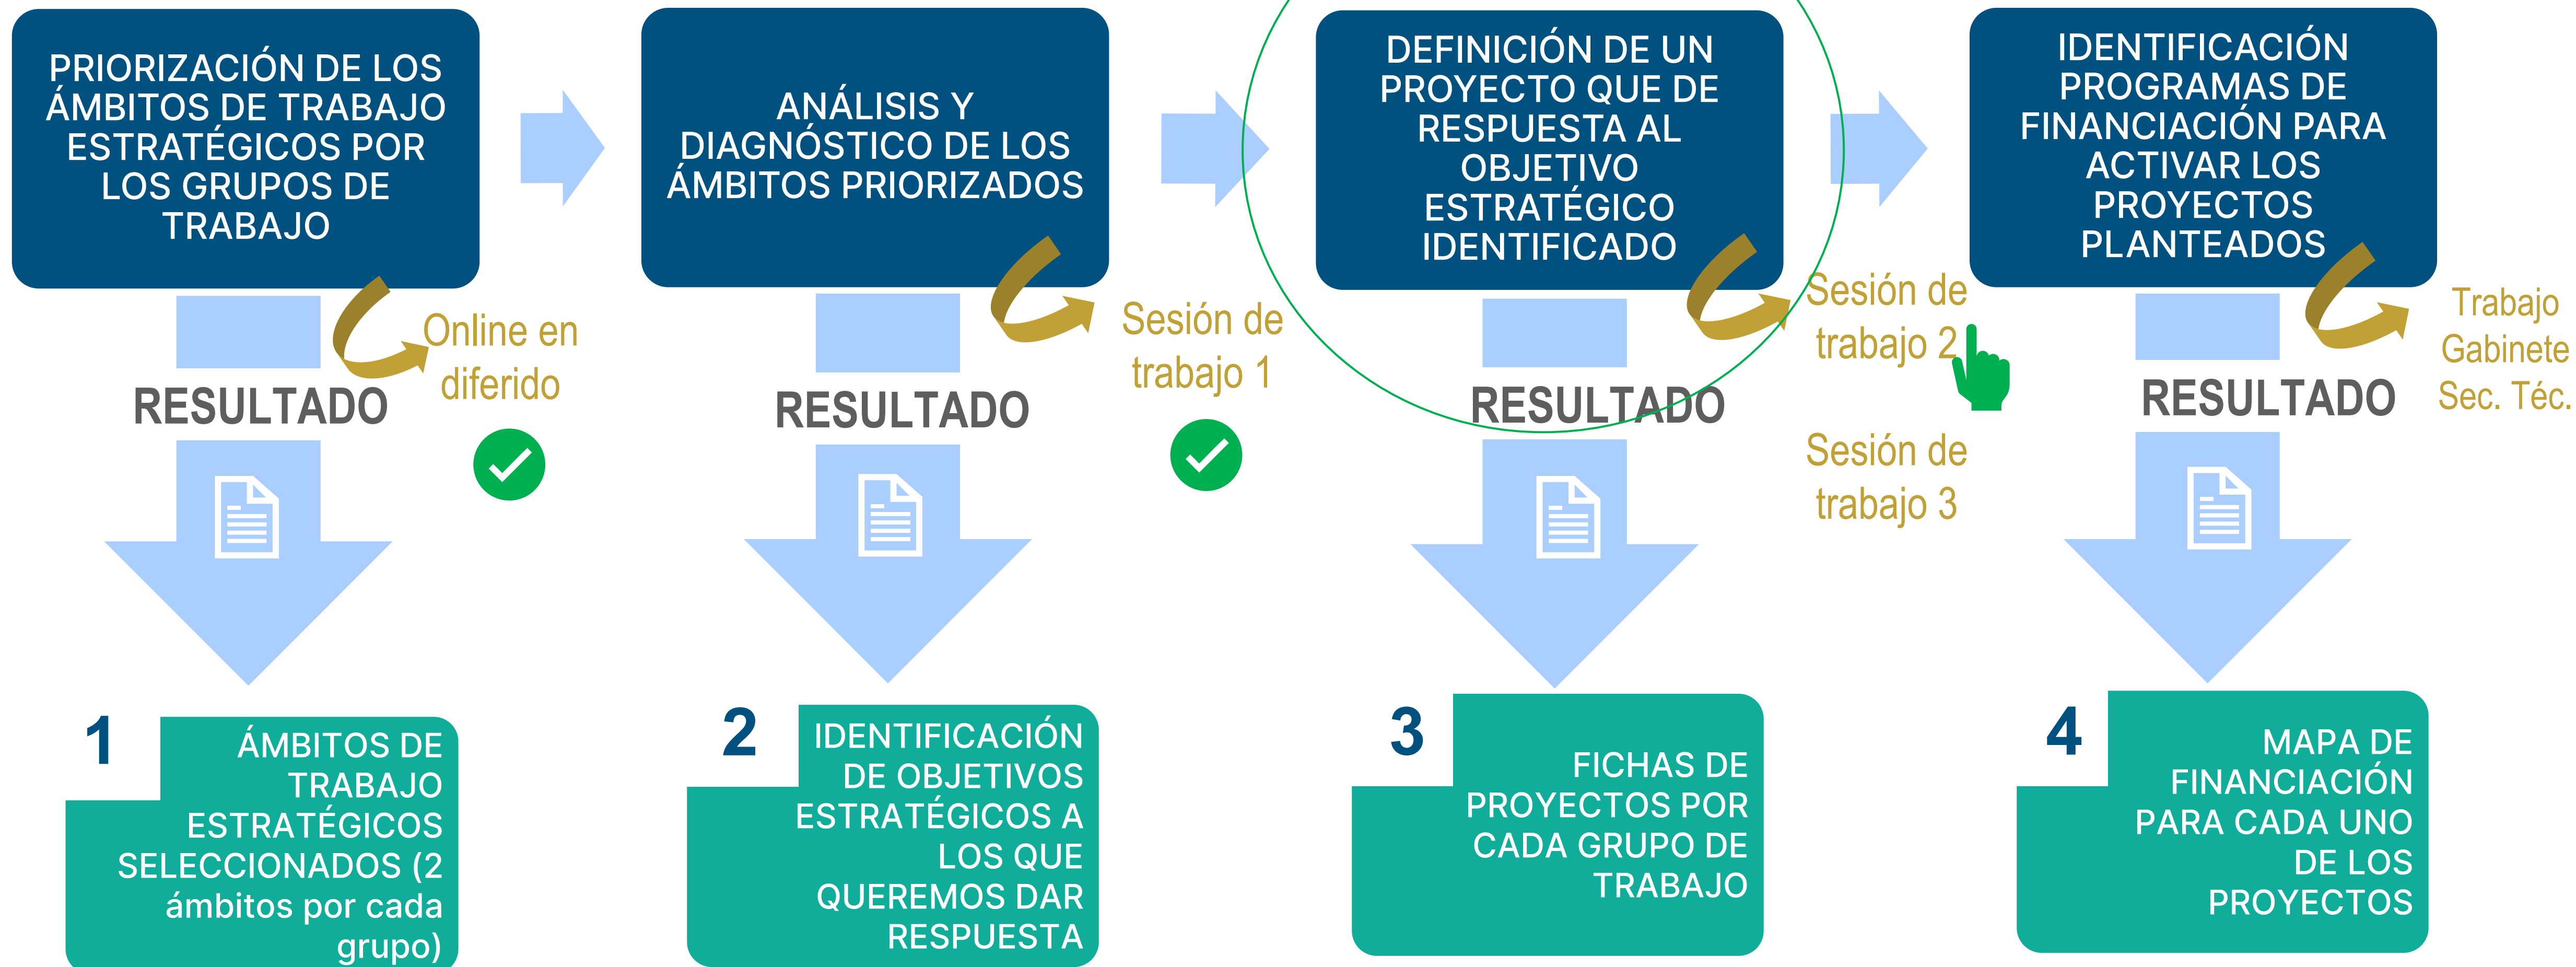 PRIORIZACIÓN DE LOS
ÁMBITOS DE TRABAJO
ESTRATÉGICOS POR
LOS GRUPOS DE
TRABAJO
ANÁLISIS Y
DIAGNÓSTICO DE LOS
ÁMBITOS PRIORIZADOS
DEFINICIÓN DE UN
PROYECTO QUE DE
RESPUESTA AL
OBJETIVO
ESTRATÉGICO
IDENTIFICADO
IDENTIFICACIÓN
PROGRAMAS DE
FINANCIACIÓN PARA
ACTIVAR LOS
PROYECTOS
PLANTEADOS
Online en
diferido
Sesión de
trabajo 1
Sesión de
trabajo 2
Sesión de
trabajo 3
Trabajo
Gabinete
Sec. Téc.
RESULTADO
RESULTADO
RESULTADO
RESULTADO
1
ÁMBITOS DE
TRABAJO
ESTRATÉGICOS
SELECCIONADOS (2
ámbitos por cada
grupo)
2
IDENTIFICACIÓN
DE OBJETIVOS
ESTRATÉGICOS A
LOS QUE
QUEREMOS DAR
RESPUESTA
3
FICHAS DE
PROYECTOS POR
CADA GRUPO DE
TRABAJO
4
MAPA DE
FINANCIACIÓN
PARA CADA UNO
DE LOS
PROYECTOS